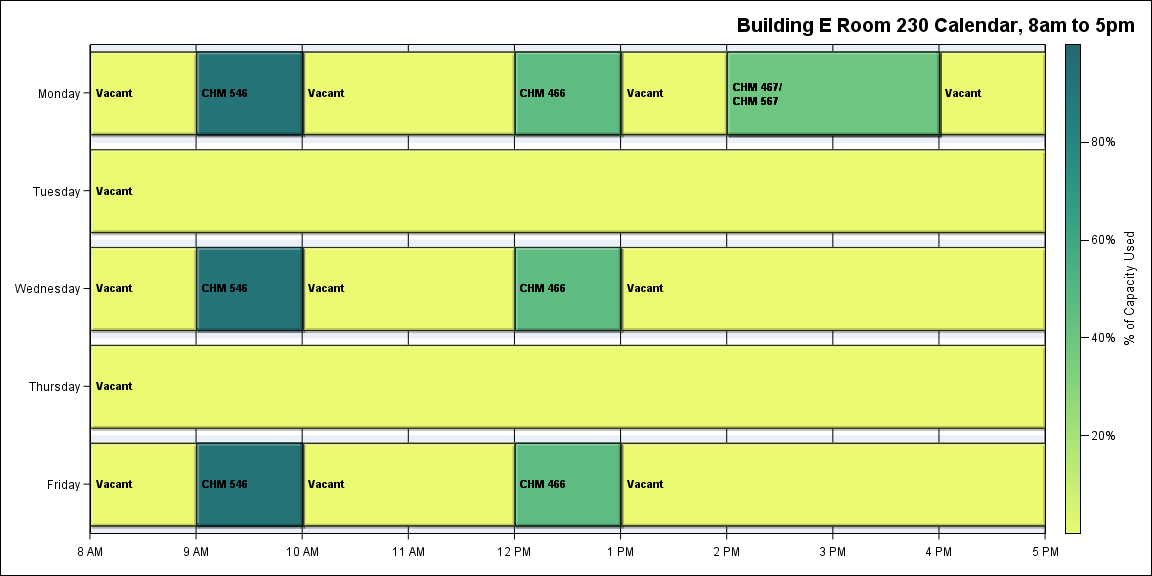 Building E Room 230 Calendar, 8am to 5pm
Monday
Vacant
CHM 546
Vacant
CHM 466
Vacant
CHM 467/
CHM 567
Vacant
Tuesday
Vacant
Wednesday
Vacant
CHM 546
Vacant
CHM 466
Vacant
Thursday
Vacant
Friday
Vacant
CHM 546
Vacant
CHM 466
Vacant
8 AM
9 AM
10 AM
11 AM
12 PM
1 PM
2 PM
3 PM
4 PM
5 PM
80%
60%
40%
20%
% of Capacity Used